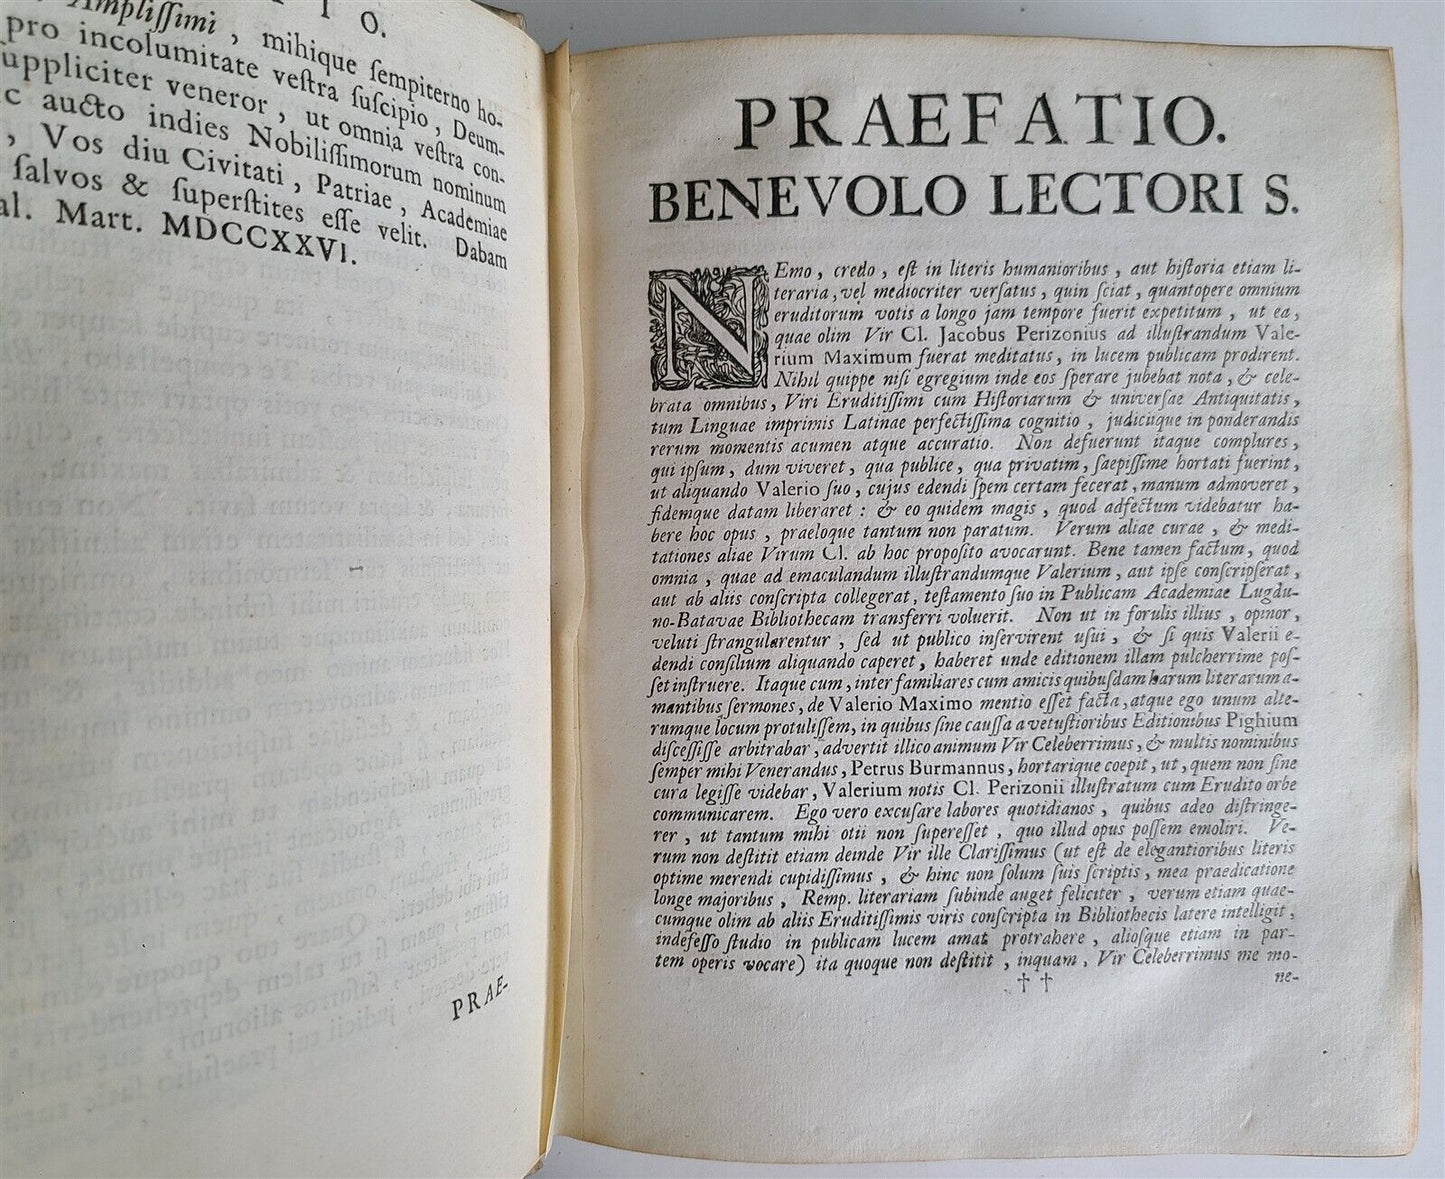 I O.
Ampliſſimi , mihique ſempiterno ho-
pro incolumitate veſtra ſuſcipio , Deum-
uppliciter veneror , ut omnia veſtra con-
c aucto indies Nobiliſſimorum nominum
, Vos diu Civitati , Patriae , Academiae
ſalvos & ſuperſtites eſſe velit. Dabam
al. Mart. MDCCXXVI.
PRAE-
PRAEFATIO.
BENEVOLO LECTORI S.
NEmo , credo , eſt in literis humanioribus , aut hiſtoria etiam li-
teraria, vel mediocriter verſatus , quin ſciat , quantopere omnium
eruditorum votis a longo jam tempore fuerit expetitum , ut ea,
quae olim Vir Cl. Jacobus Perizonius ad illuſtrandum Vale-
rium Maximum fuerat meditatus , in lucem publicam prodirent.
Nihil quippe niſi egregium inde eos ſperare jubebat nota , & cele-
brata omnibus, Viri Eruditiſſimi cum Hiſtoriarum & univerſae Antiquitatis,
tum Linguae imprimis Latinae perfectiſſima cognitio , judiciique in ponderandis
rerum momentis acumen atque accuratio. Non defuerunt itaque complures ,
qui ipſum , dum viveret , qua publice , qua privatim, ſaepiſſime hortati fuerint,
ut aliquando Valerio ſuo, cujus edendi ſpem certam fecerat, manum admoveret,
fidemque datam liberaret : & eo quidem magis , quod adfectum videbatur ha-
bere hoc opus , praeloque tantum non paratum. Verum aliae curae , & medi-
tationes aliae Virum Cl. ab hoc propoſito avocarunt. Bene tamen factum, quod
omnia , quae ad emaculandum illuſtrandumque Valerium , aut ipſe conſcripſerat,
aut ab aliis conſcripta collegerat, teſtamento ſuo in Publicam Academiae Lugdu-
no-Batavae Bibliothecam transferri voluerit. Non ut in forulis illius , opinor,
veluti ſtrangularentur , ſed ut publico inſervirent uſui , & ſi quis Valerii e-
dendi conſilium aliquando caperet, haberet unde editionem illam pulcherrime poſ-
ſet inſtruere. Itaque cum , inter familiares cum amicis quibuſdam harum literarum a-
mantibus ſermones, de Valerio Maximo mentio eſſet facta, atque ego unum alte-
rumque locum protuliſſem, in quibus ſine cauſſa a vetuſtioribus Editionibus Pighium
diſceſſiſſe arbitrabar , advertit illico animum Vir Celeberrimus, & multis nominibus
ſemper mihi Venerandus, Petrus Burmannus, hortarique coepit, ut, quem non ſine
cura legiſſe videbar, Valerium notis Cl. Perizonii illuſtratum cum Erudito orbe
communicarem. Ego vero excuſare labores quotidianos , quibus adeo diſtringe-
rer , ut tantum mihi otii non ſupereſſet , quo illud opus poſſem emoliri. Ve-
rum non deſtitit etiam deinde Vir ille Clariſſimus (ut eſt de elegantioribus literis
optime merendi cupidiſſimus , & hinc non ſolum ſuis ſcriptis , mea praedicatione
longe majoribus , Remp. literariam ſubinde auget feliciter , verum etiam quae-
cumque olim ab aliis Eruditiſſimis viris conſcripta in Bibliothecis latere intelligit ,
indefeſſo ſtudio in publicam lucem amat protrahere , alioſque etiam in par-
tem operis vocare) ita quoque non deſtitit , inquam , Vir Celeberrimus me mo-
† † ne-